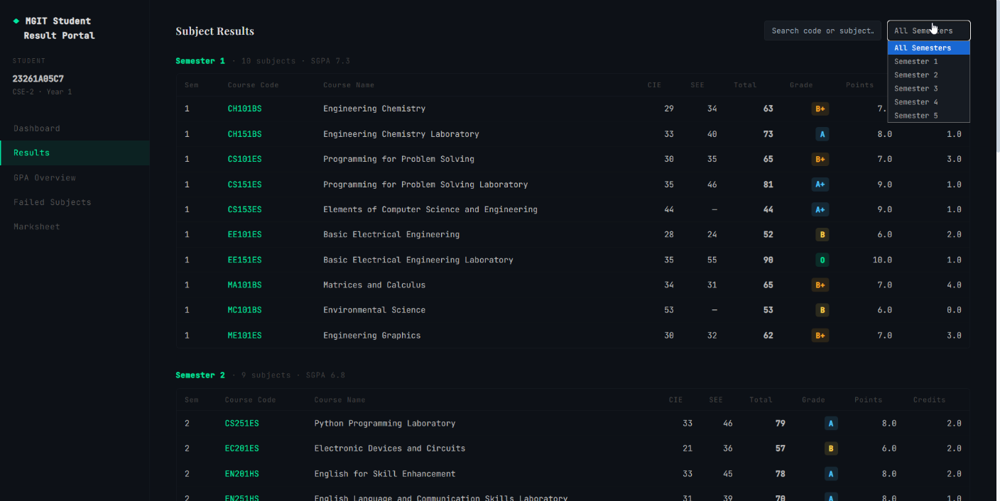 ◆ MGIT Student
Result Portal
STUDENT
23261A05C7
CSE-2 · Year 1
Dashboard
Results
GPA Overview
Failed Subjects
Marksheet
Subject Results
Search code or subject…
All Semesters
All Semesters
Semester 1
Semester 2
Semester 3
Semester 4
Semester 5
Semester 1 · 10 subjects · SGPA 7.3
Sem Course Code Course Name CIE SEE Total Grade Points
1 CH101BS Engineering Chemistry 29 34 63 B+ 7.
1 CH151BS Engineering Chemistry Laboratory 33 40 73 A 8.0 1.0
1 CS101ES Programming for Problem Solving 30 35 65 B+ 7.0 3.0
1 CS151ES Programming for Problem Solving Laboratory 35 46 81 A+ 9.0 1.0
1 CS153ES Elements of Computer Science and Engineering 44 — 44 A+ 9.0 1.0
1 EE101ES Basic Electrical Engineering 28 24 52 B 6.0 2.0
1 EE151ES Basic Electrical Engineering Laboratory 35 55 90 O 10.0 1.0
1 MA101BS Matrices and Calculus 34 31 65 B+ 7.0 4.0
1 MC101BS Environmental Science 53 — 53 B 6.0 0.0
1 ME101ES Engineering Graphics 30 32 62 B+ 7.0 3.0
Semester 2 · 9 subjects · SGPA 6.8
Sem Course Code Course Name CIE SEE Total Grade Points Credits
2 CS251ES Python Programming Laboratory 33 46 79 A 8.0 2.0
2 EC201ES Electronic Devices and Circuits 21 36 57 B 6.0 2.0
2 EN201HS English for Skill Enhancement 33 45 78 A 8.0 2.0
2 EN251HS English Language and Communication Skills Laboratory 31 39 70 A 8.0 1.0